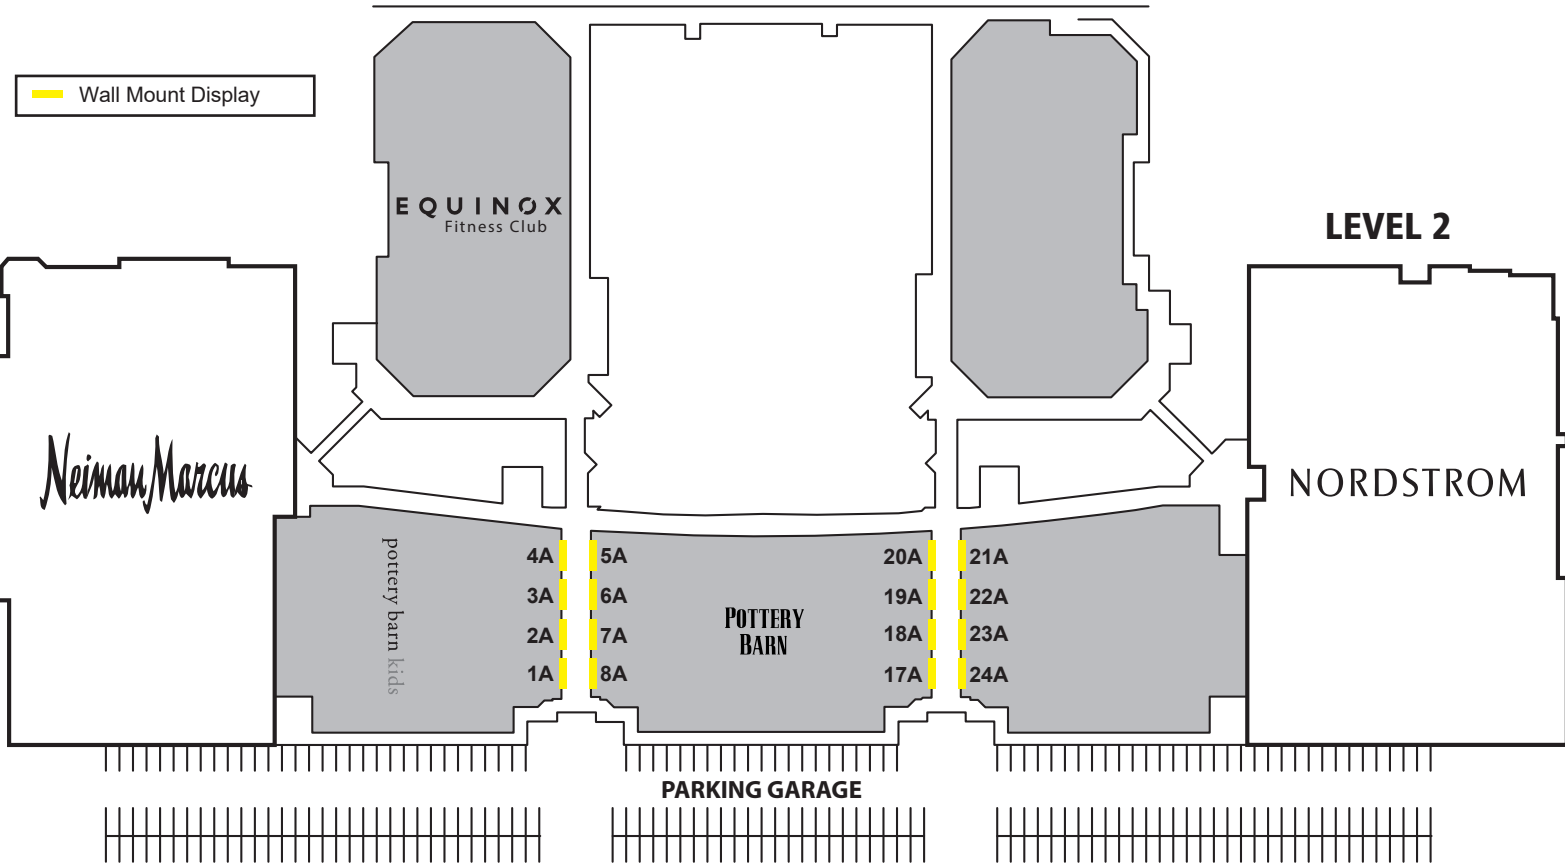 Wall Mount Display
EQUINOX
Fitness Club
LEVEL 2
Neiman Marcus
NORDSTROM
pottery barn kids
4A
5A
20A
21A
3A
6A
19A
22A
POTTERY
BARN
2A
7A
18A
23A
1A
8A
17A
24A
PARKING GARAGE